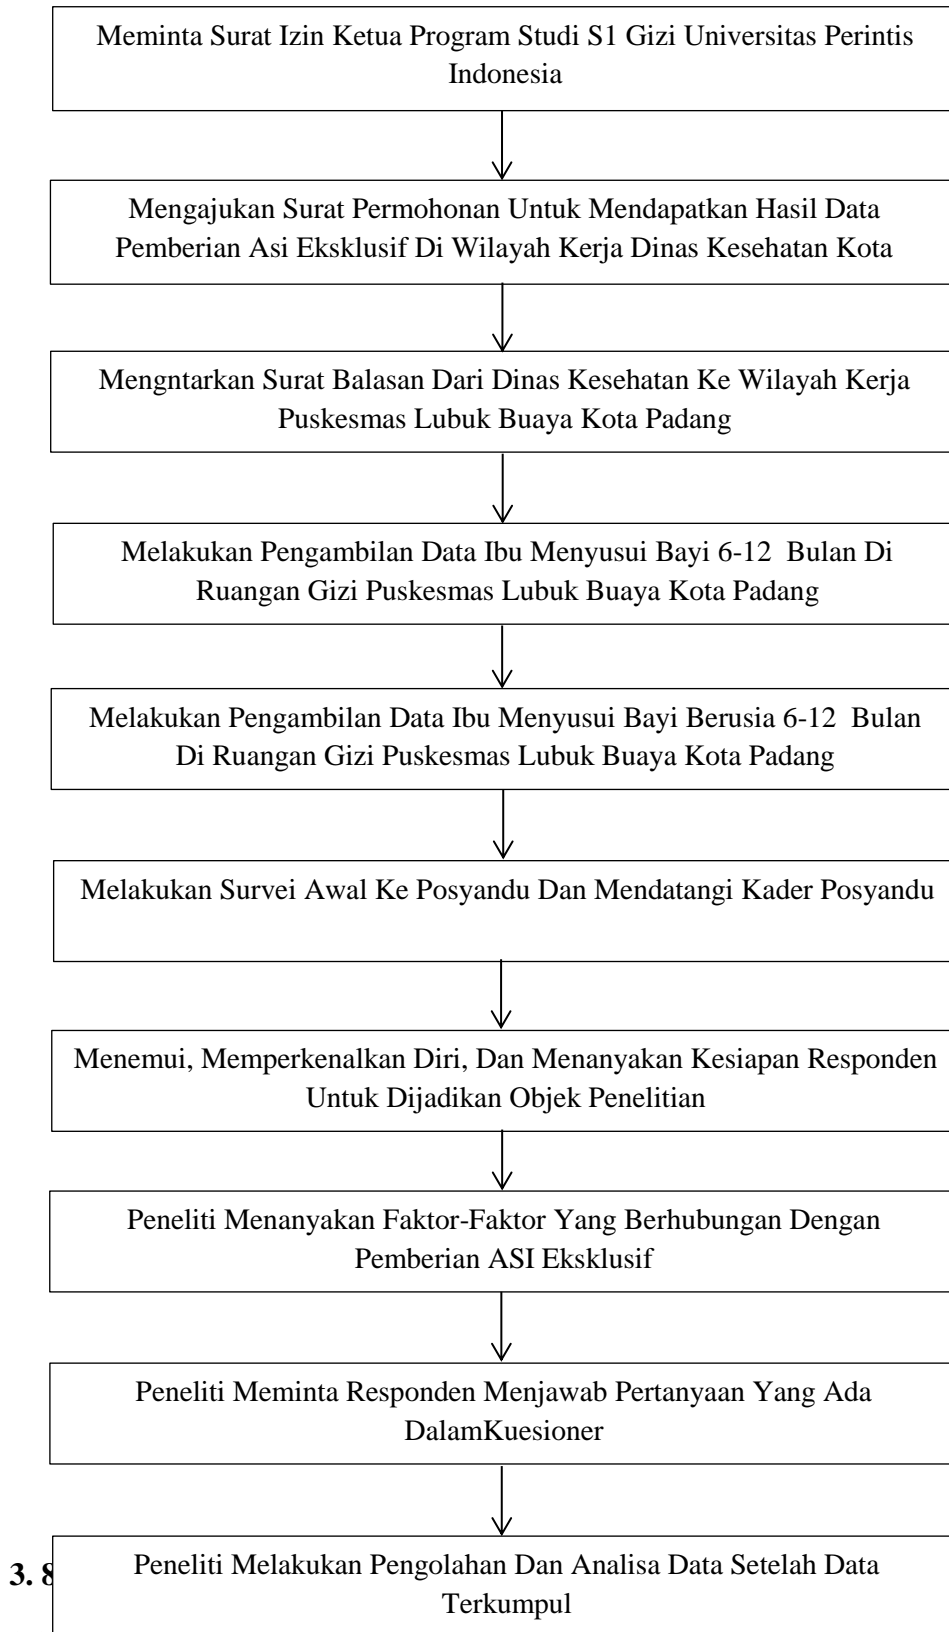 Meminta Surat Izin Ketua Program Studi S1 Gizi Universitas Perintis
Indonesia
Mengajukan Surat Permohonan Untuk Mendapatkan Hasil Data
Pemberian Asi Eksklusif Di Wilayah Kerja Dinas Kesehatan Kota
Mengntarkan Surat Balasan Dari Dinas Kesehatan Ke Wilayah Kerja
Puskesmas Lubuk Buaya Kota Padang
Melakukan Pengambilan Data Ibu Menyusui Bayi 6-12 Bulan Di
Ruangan Gizi Puskesmas Lubuk Buaya Kota Padang
Melakukan Pengambilan Data Ibu Menyusui Bayi Berusia 6-12 Bulan
Di Ruangan Gizi Puskesmas Lubuk Buaya Kota Padang
Melakukan Survei Awal Ke Posyandu Dan Mendatangi Kader Posyandu
Menemui, Memperkenalkan Diri, Dan Menanyakan Kesiapan Responden
Untuk Dijadikan Objek Penelitian
Peneliti Menanyakan Faktor-Faktor Yang Berhubungan Dengan
Pemberian ASI Eksklusif
Peneliti Meminta Responden Menjawab Pertanyaan Yang Ada
DalamKuesioner
3. 8
Peneliti Melakukan Pengolahan Dan Analisa Data Setelah Data
Terkumpul